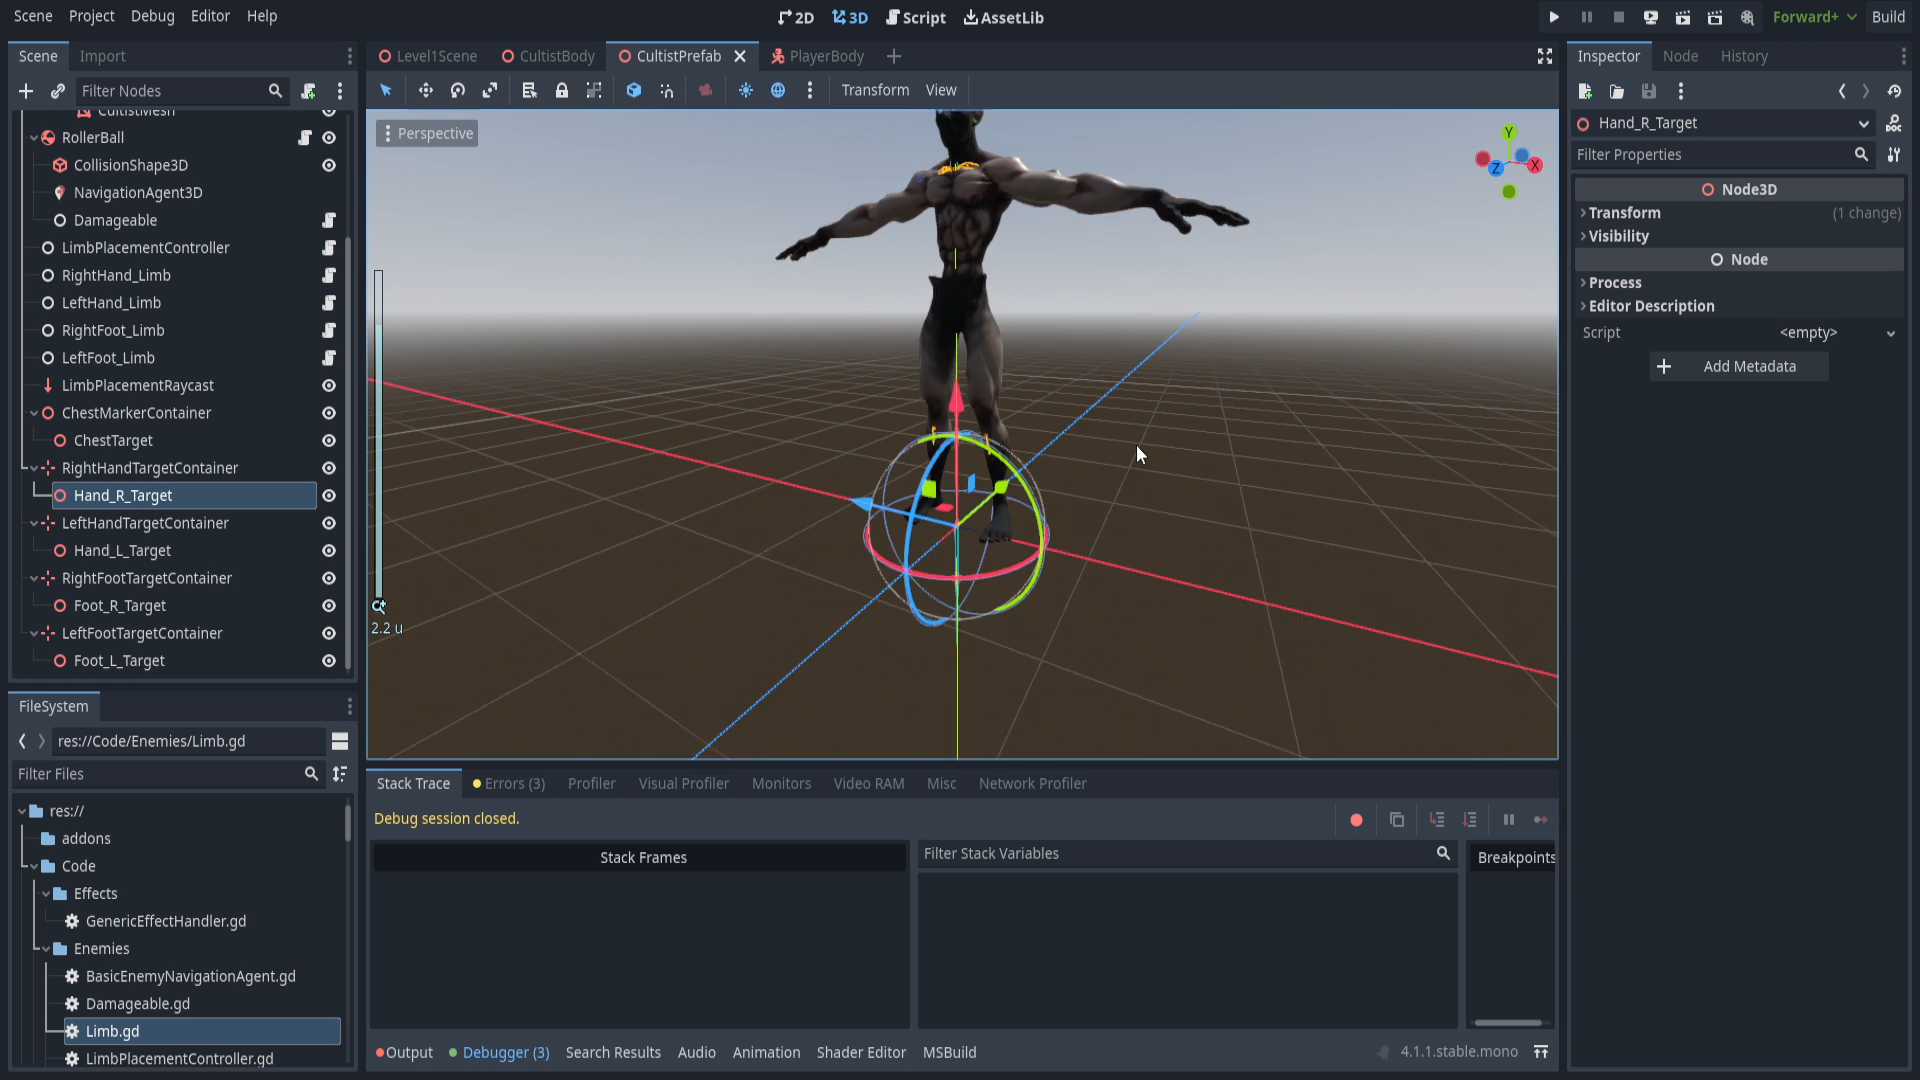 Scene Project Debug Editor Help
2D 3D Script AssetLib
Forward+ Build
Scene Import
Filter Nodes
CultistMesh
RollerBall
CollisionShape3D
NavigationAgent3D
Damageable
LimbPlacementController
RightHand_Limb
LeftHand_Limb
RightFoot_Limb
LeftFoot_Limb
LimbPlacementRaycast
ChestMarkerContainer
ChestTarget
RightHandTargetContainer
Hand_R_Target
LeftHandTargetContainer
Hand_L_Target
RightFootTargetContainer
Foot_R_Target
LeftFootTargetContainer
Foot_L_Target
FileSystem
res://Code/Enemies/Limb.gd
Filter Files
res://
addons
Code
Effects
GenericEffectHandler.gd
Enemies
BasicEnemyNavigationAgent.gd
Damageable.gd
Limb.gd
LimbPlacementController.gd
Level1Scene CultistBody CultistPrefab PlayerBody
Transform View
Perspective
Y
Z X
2.2 u
Stack Trace Errors (3) Profiler Visual Profiler Monitors Video RAM Misc Network Profiler
Debug session closed.
Stack Frames
Filter Stack Variables
Breakpoints
Output Debugger (3) Search Results Audio Animation Shader Editor MSBuild
4.1.1.stable.mono
Inspector Node History
Hand_R_Target
DOC
Filter Properties
Node3D
Transform (1 change)
Visibility
Node
Process
Editor Description
Script <empty>
Add Metadata